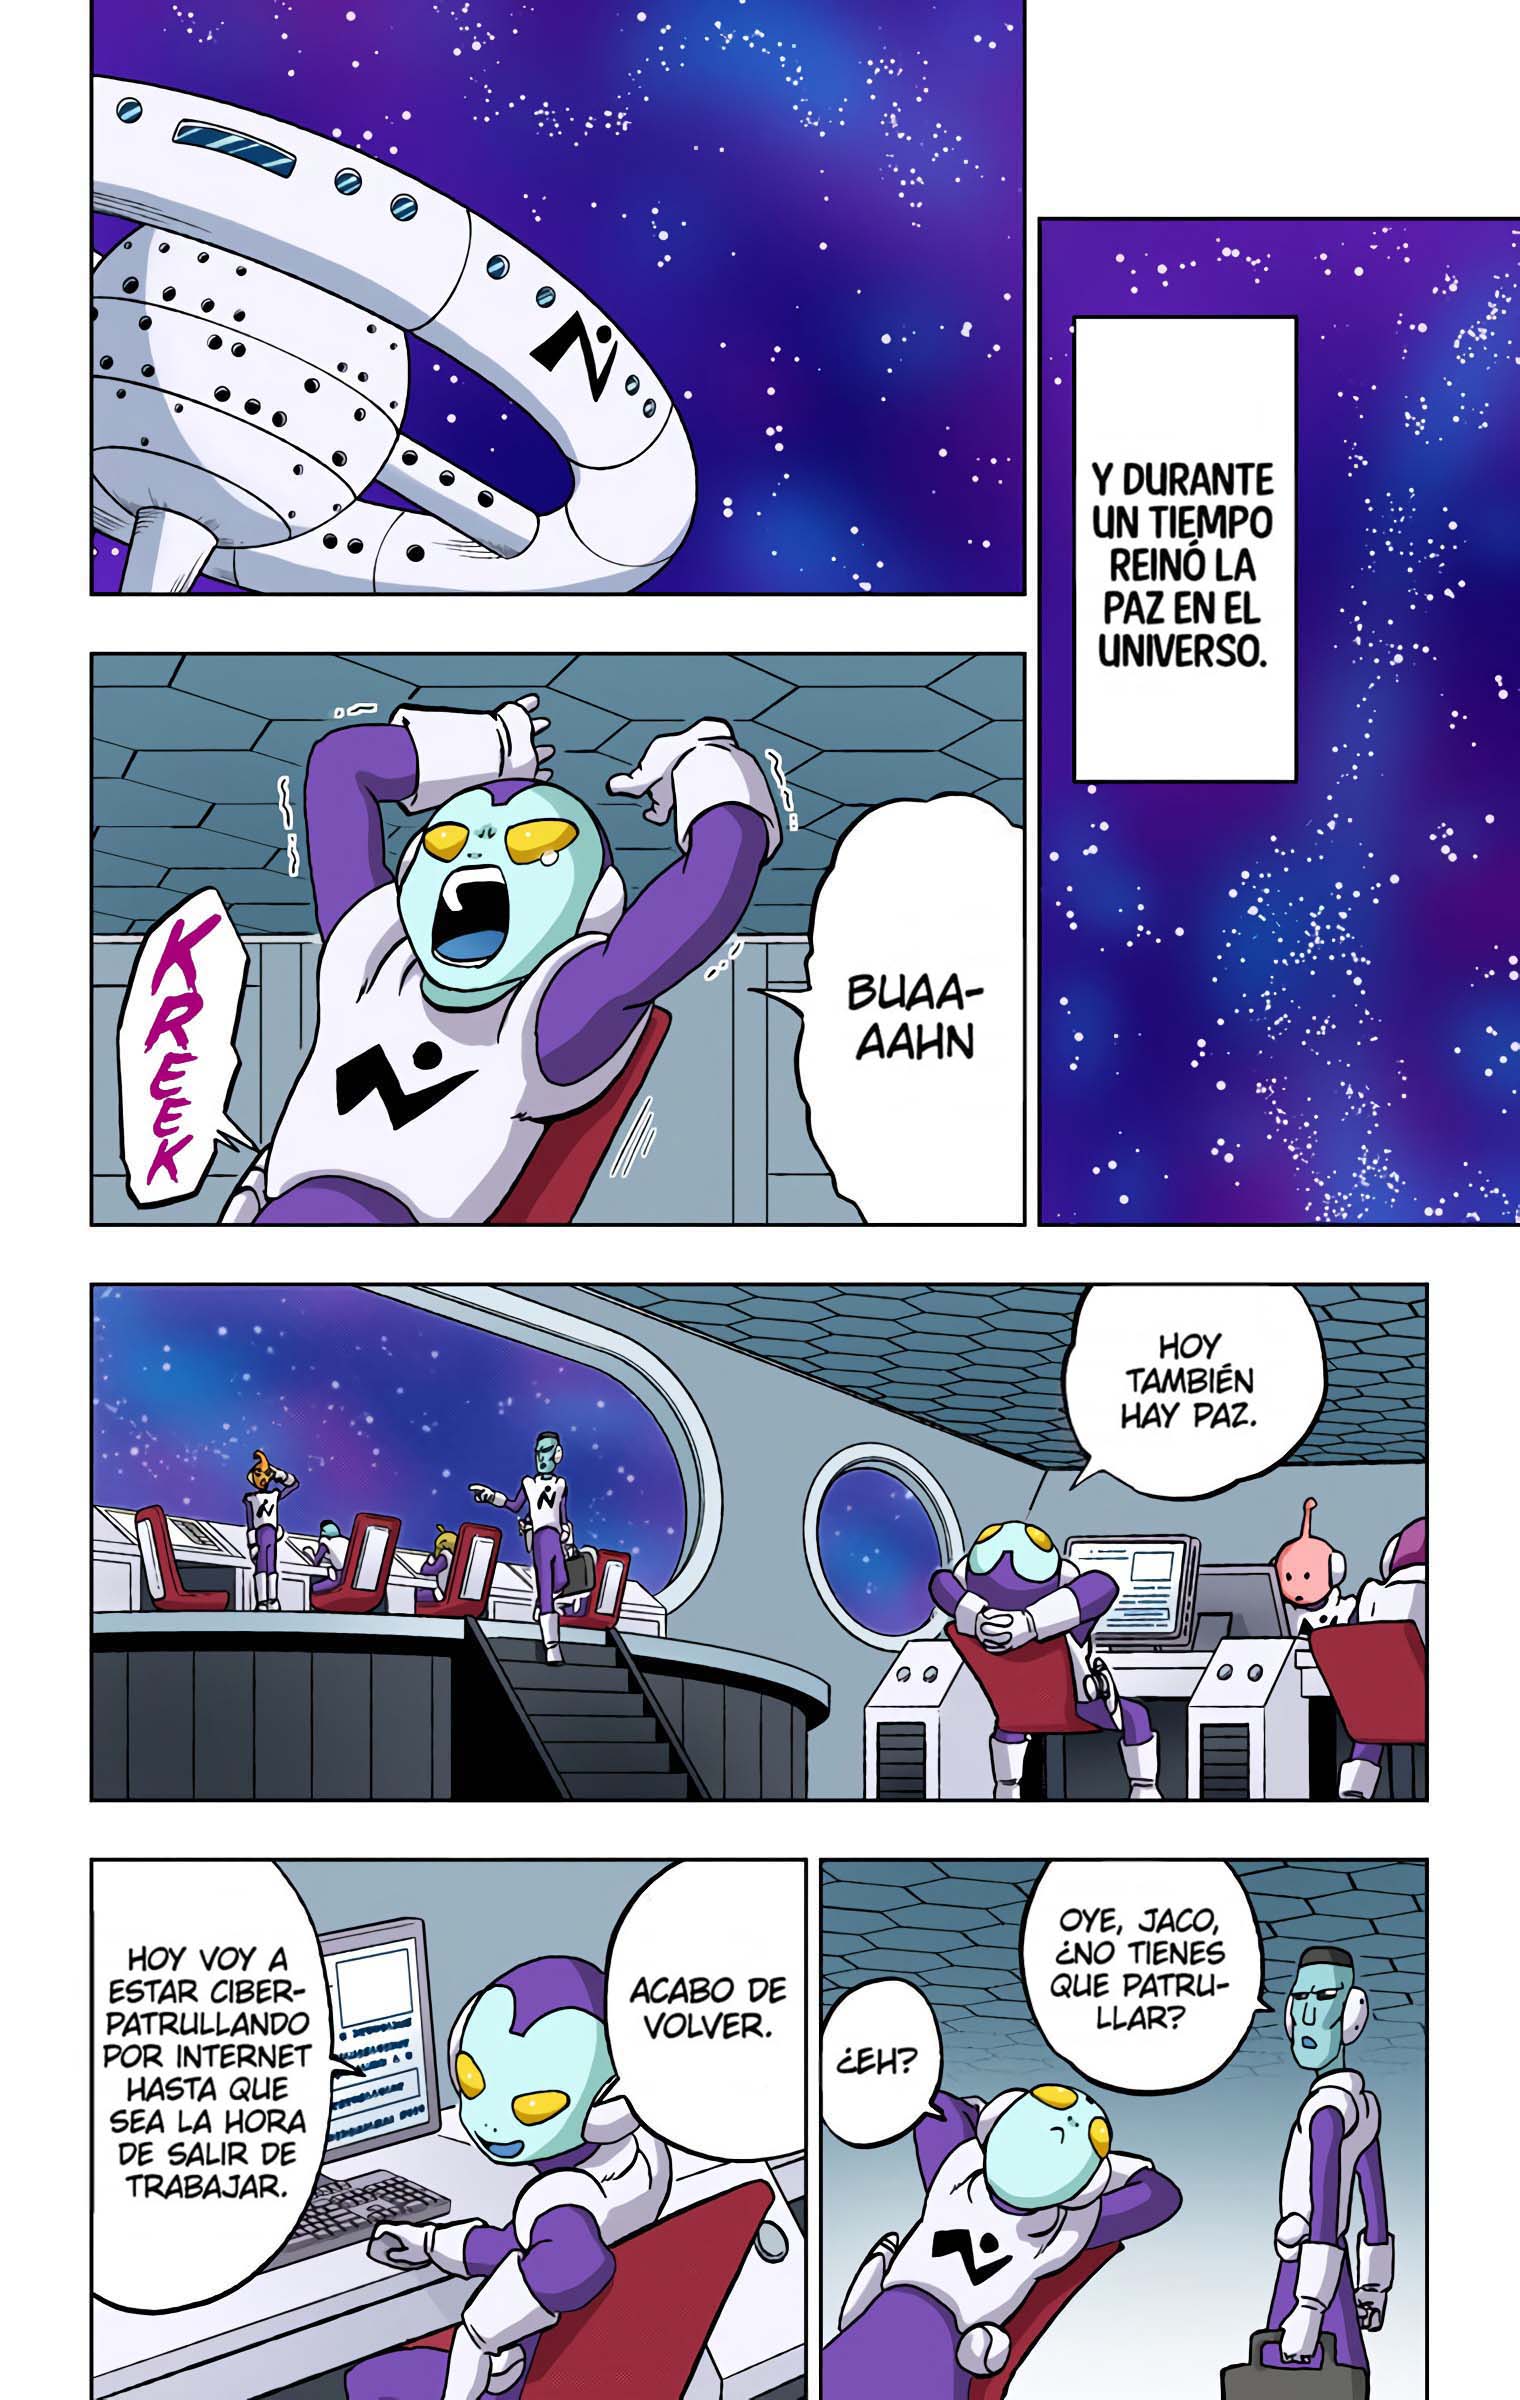 Y DURANTE
UN TIEMPO
REINÓ LA
PAZ EN EL
UNIVERSO.
BUAA-
AAHN
KREEK
HOY
TAMBIÉN
HAY PAZ.
OYE, JACO,
¿NO TIENES
QUE PATRU-
LLAR?
¿EH?
ACABO DE
VOLVER.
HOY VOY A
ESTAR CIBER-
PATRULLANDO
POR INTERNET
HASTA QUE
SEA LA HORA
DE SALIR DE
TRABAJAR.